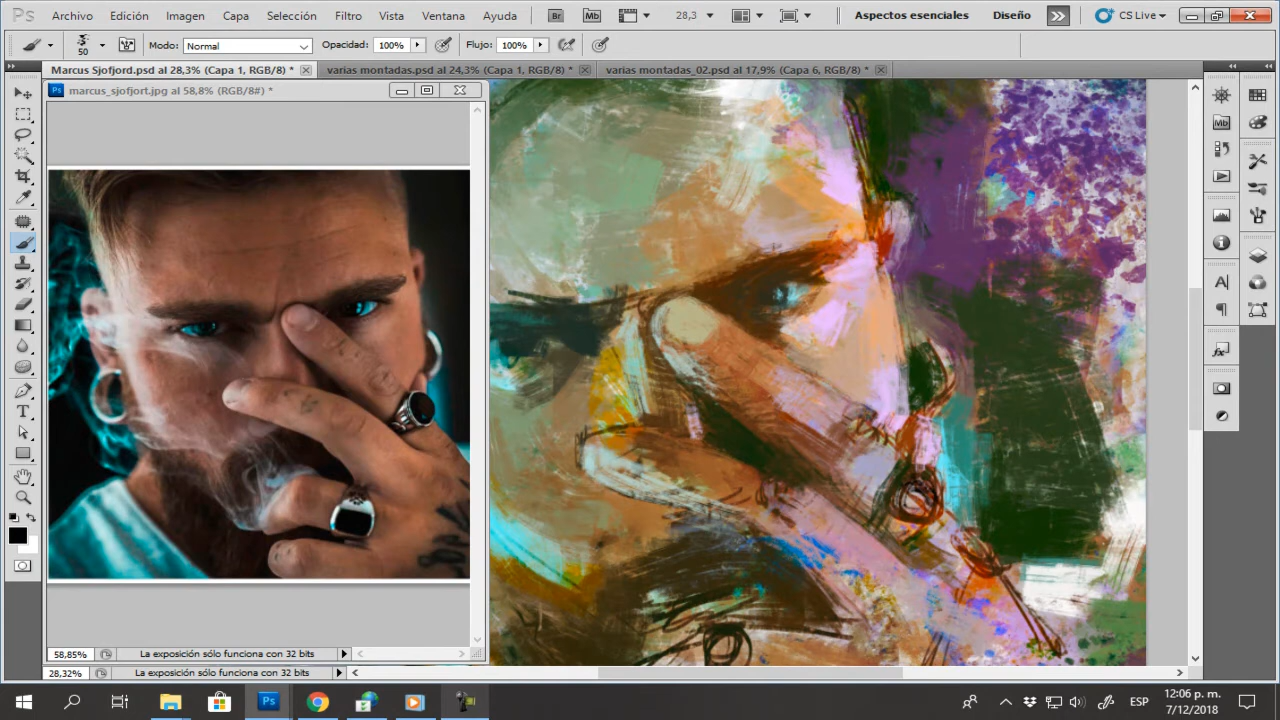 Ps Archivo Edición Imagen Capa Selección Filtro Vista Ventana Ayuda Br Mb 28,3 Aspectos esenciales Diseño CS Live
50 Modo: Normal Opacidad: 100% Flujo: 100%
Marcus Sjofjord.psd al 28,3% (Capa 1, RGB/8) * varias montadas.psd al 24,3% (Capa 1, RGB/8) * varias montadas_02.psd al 17,9% (Capa 6, RGB/8) *
Ps marcus_sjofjort.jpg al 58,8% (RGB/8#) *
Mb
A
fx
T
58,85% La exposición sólo funciona con 32 bits
28,32% La exposición sólo funciona con 32 bits
Ps ESP 12:06 p. m.
7/12/2018